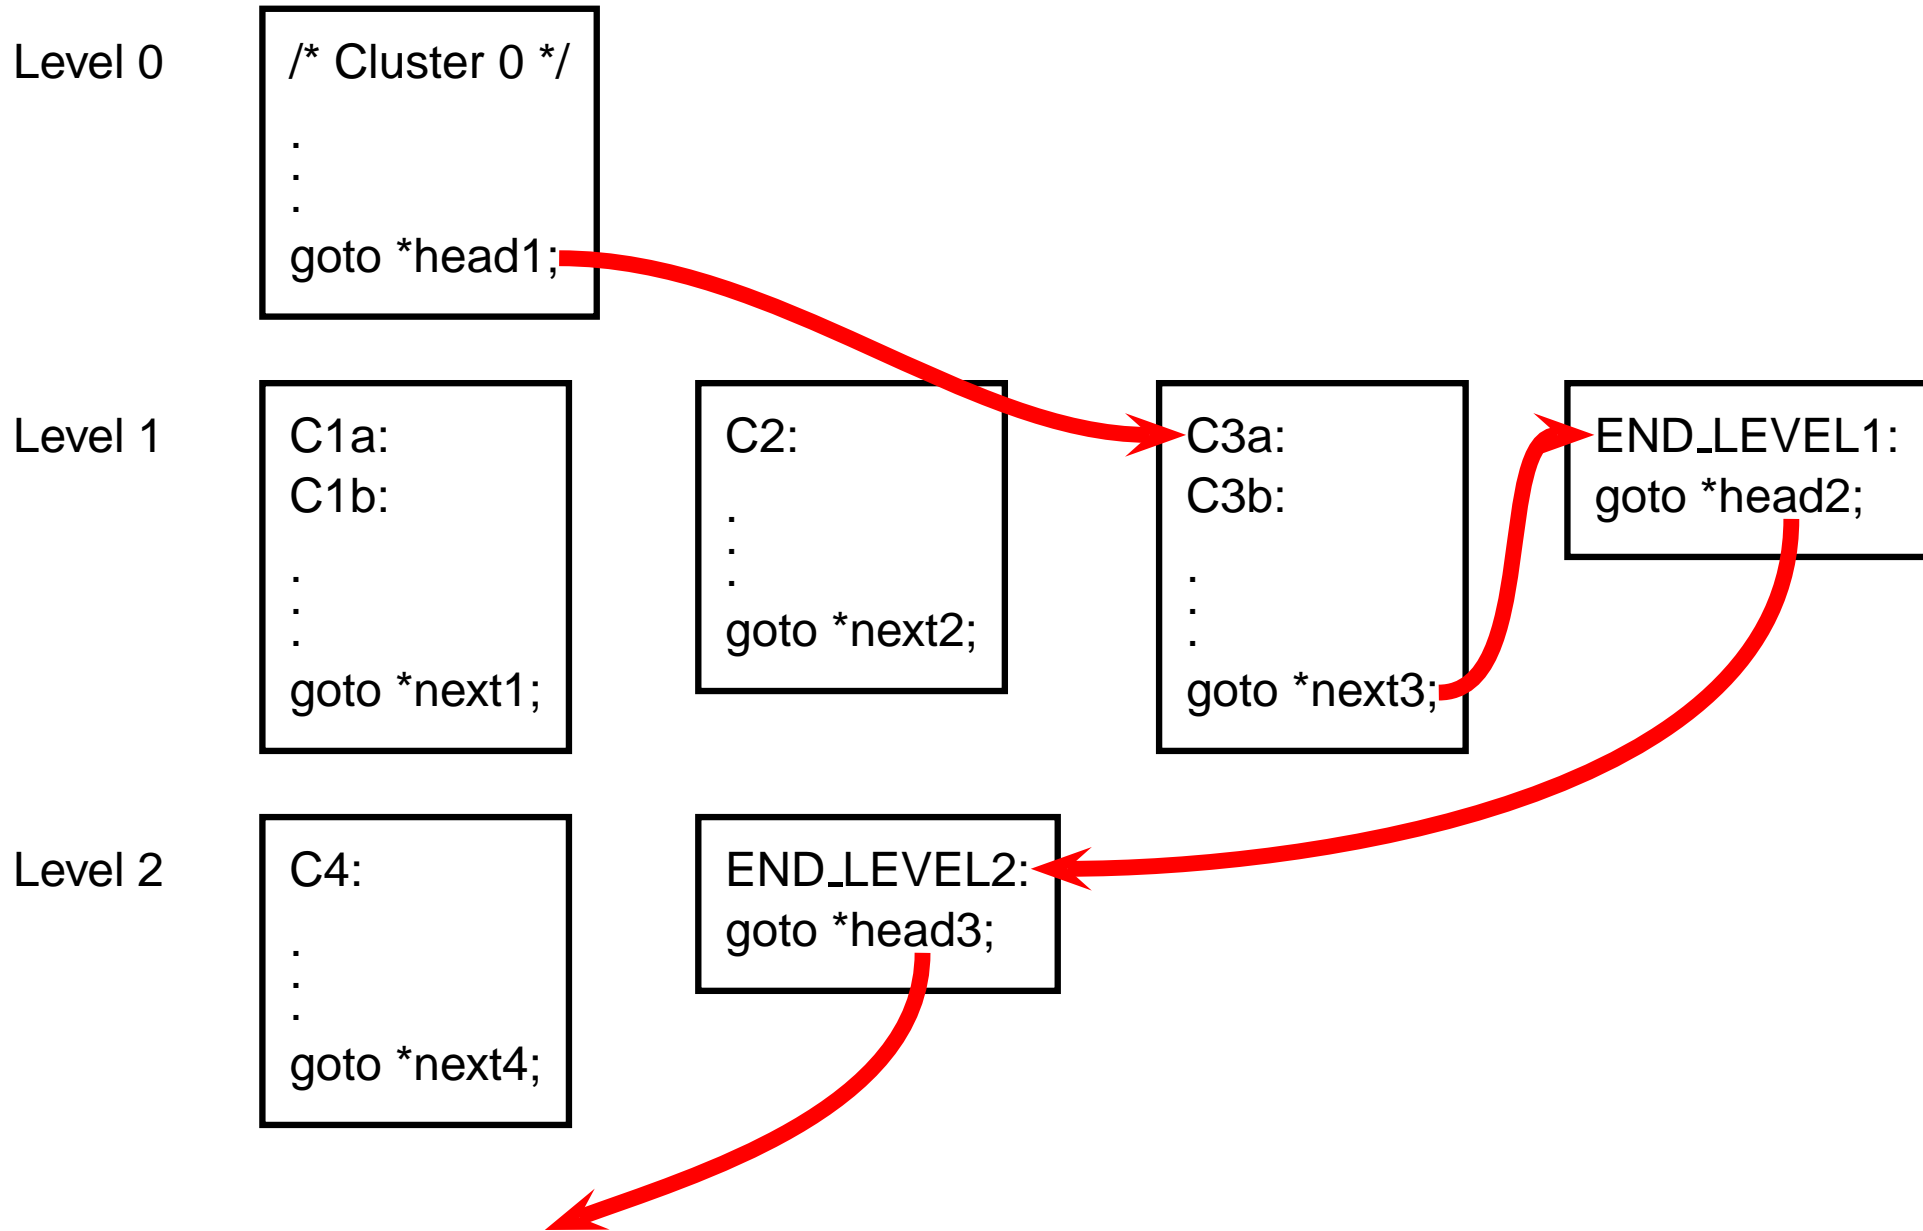 Level 0
/* Cluster 0 */
.
.
.
goto *head1;
Level 1
C1a:
C1b:
.
.
.
goto *next1;
C2:
.
.
.
goto *next2;
C3a:
C3b:
.
.
.
goto *next3;
END_LEVEL1:
goto *head2;
Level 2
C4:
.
.
.
goto *next4;
END_LEVEL2:
goto *head3;